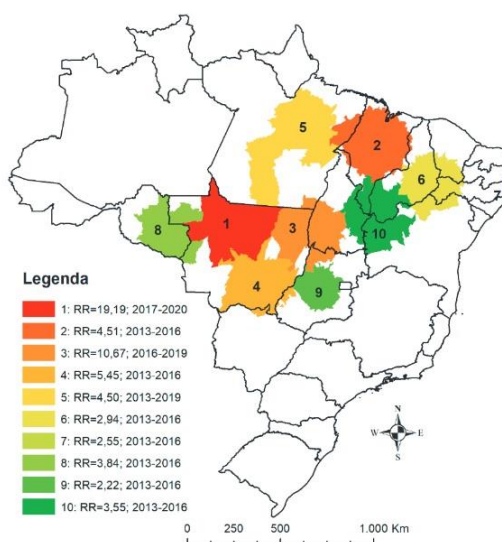 5
2
6
1
3
8
10
4
9
Legenda
1: RR=19,19; 2017-2020
2: RR=4,51; 2013-2016
3: RR=10,67; 2016-2019
4: RR=5,45; 2013-2016
5: RR=4,50; 2013-2019
6: RR=2,94; 2013-2016
7: RR=2,55; 2013-2016
8: RR=3,84; 2013-2016
9: RR=2,22; 2013-2016
10: RR=3,55; 2013-2016
N
W E
S
0 250 500 1.000 Km